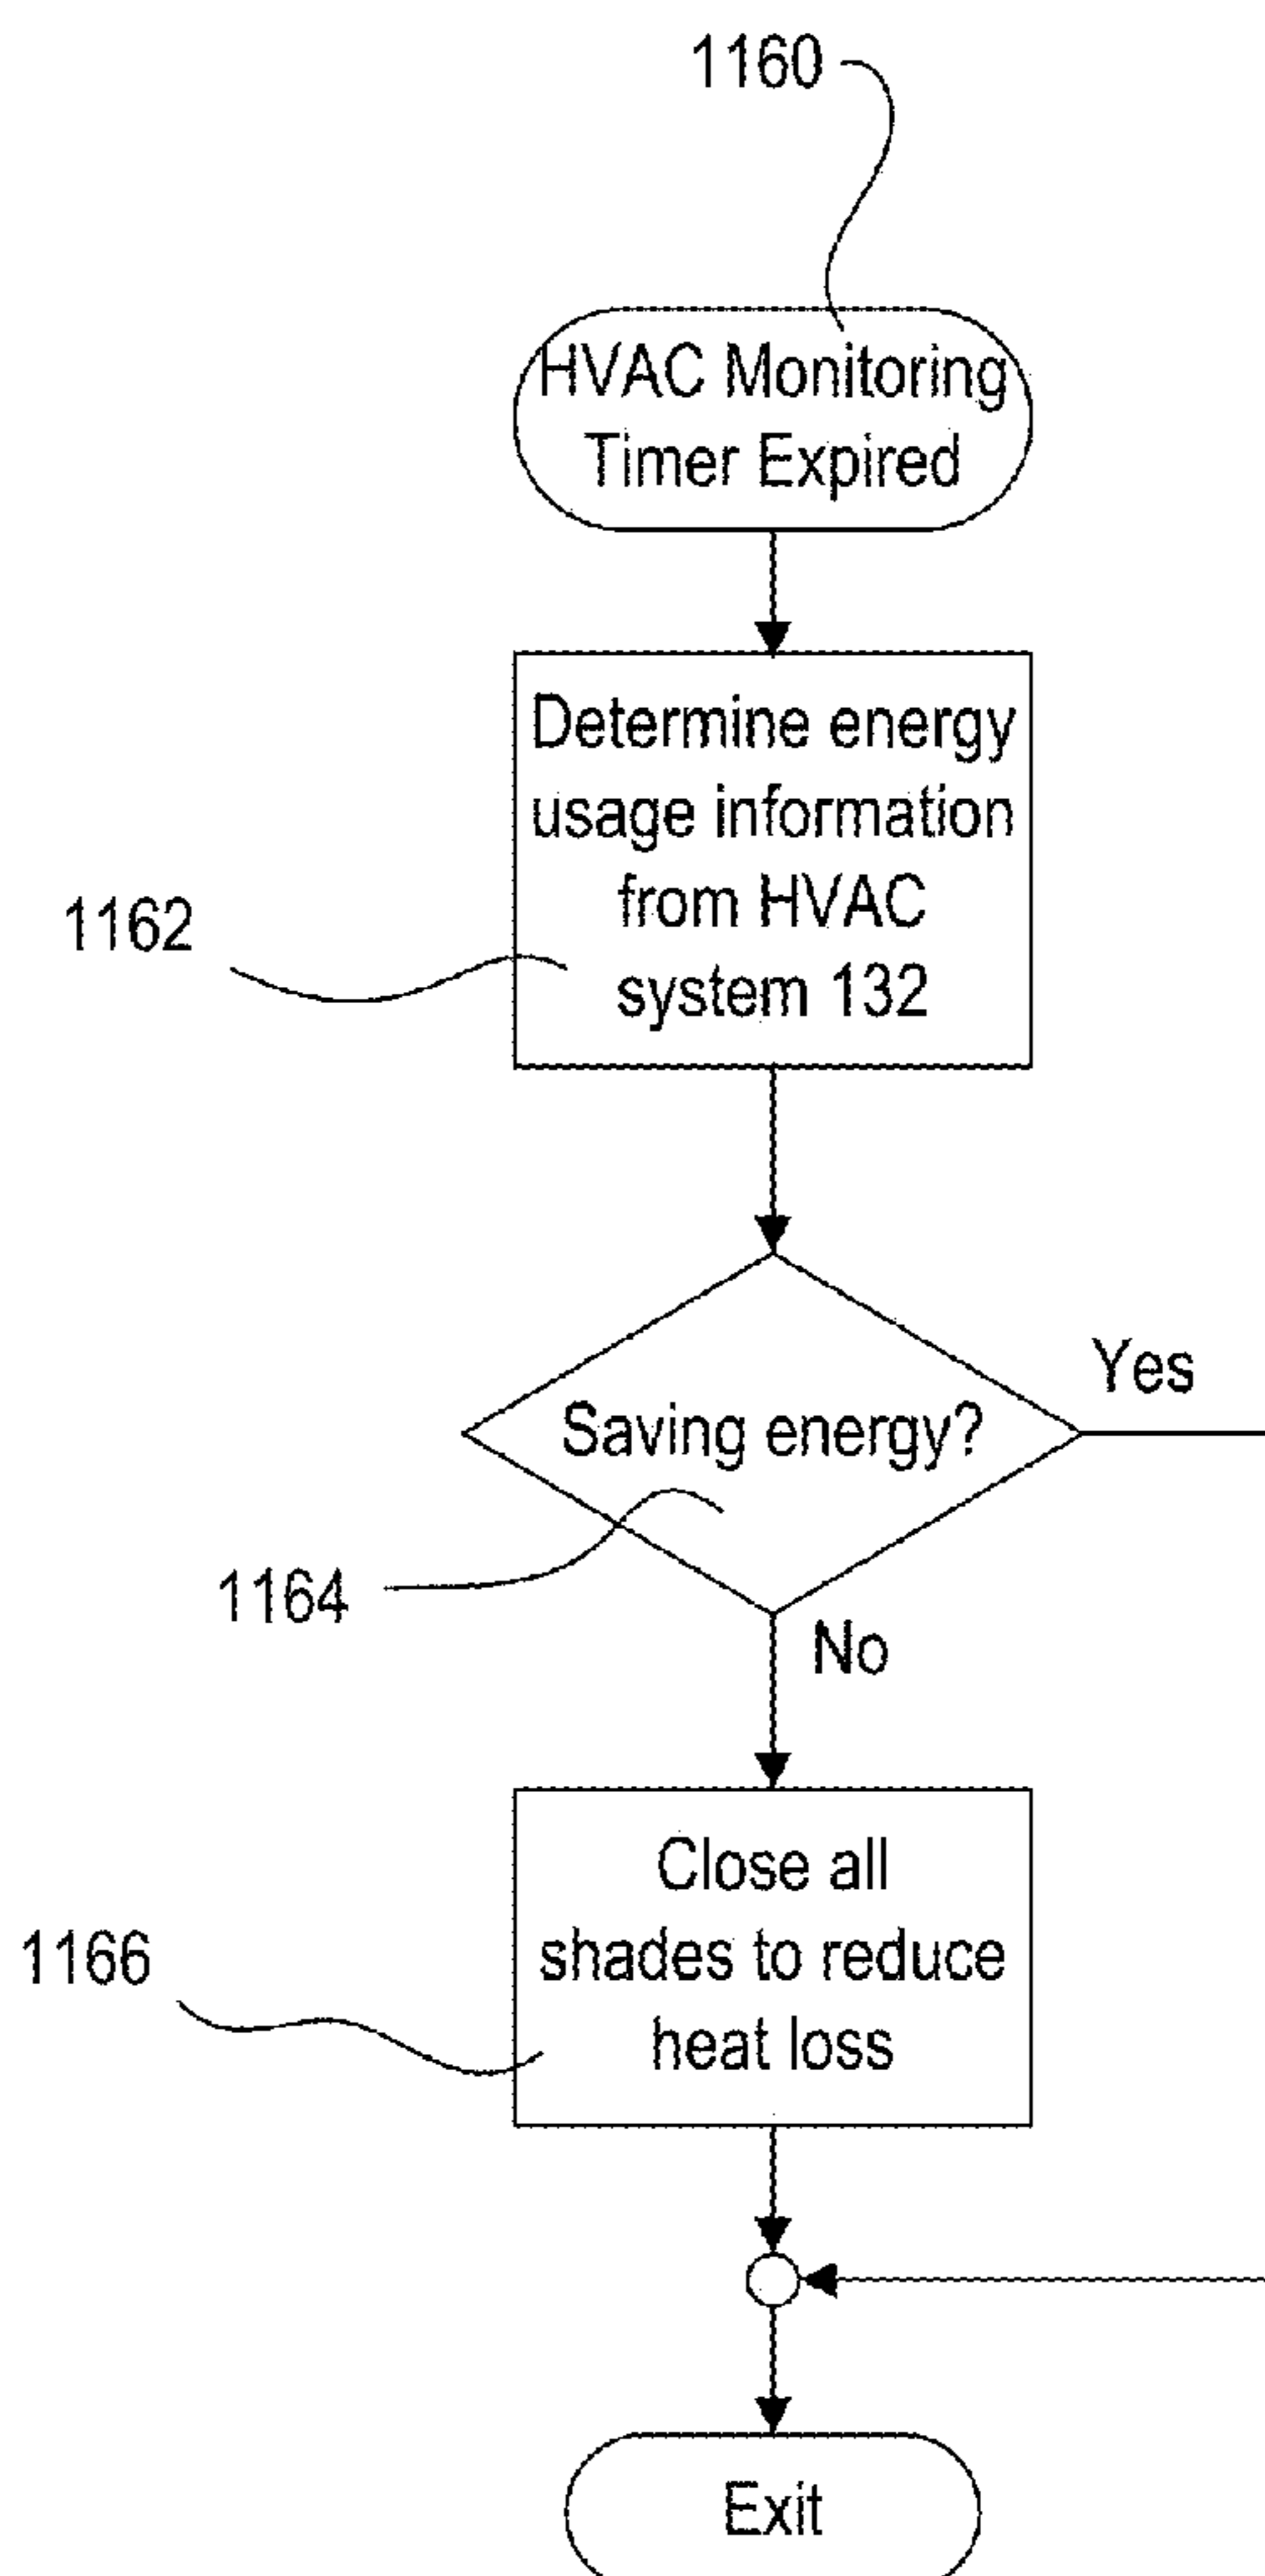 1160
HVAC Monitoring
Timer Expired
Determine energy
usage information
from HVAC
system 132
1162
Yes
Saving energy?
1164
No
Close all
shades to reduce
heat loss
1166
Exit